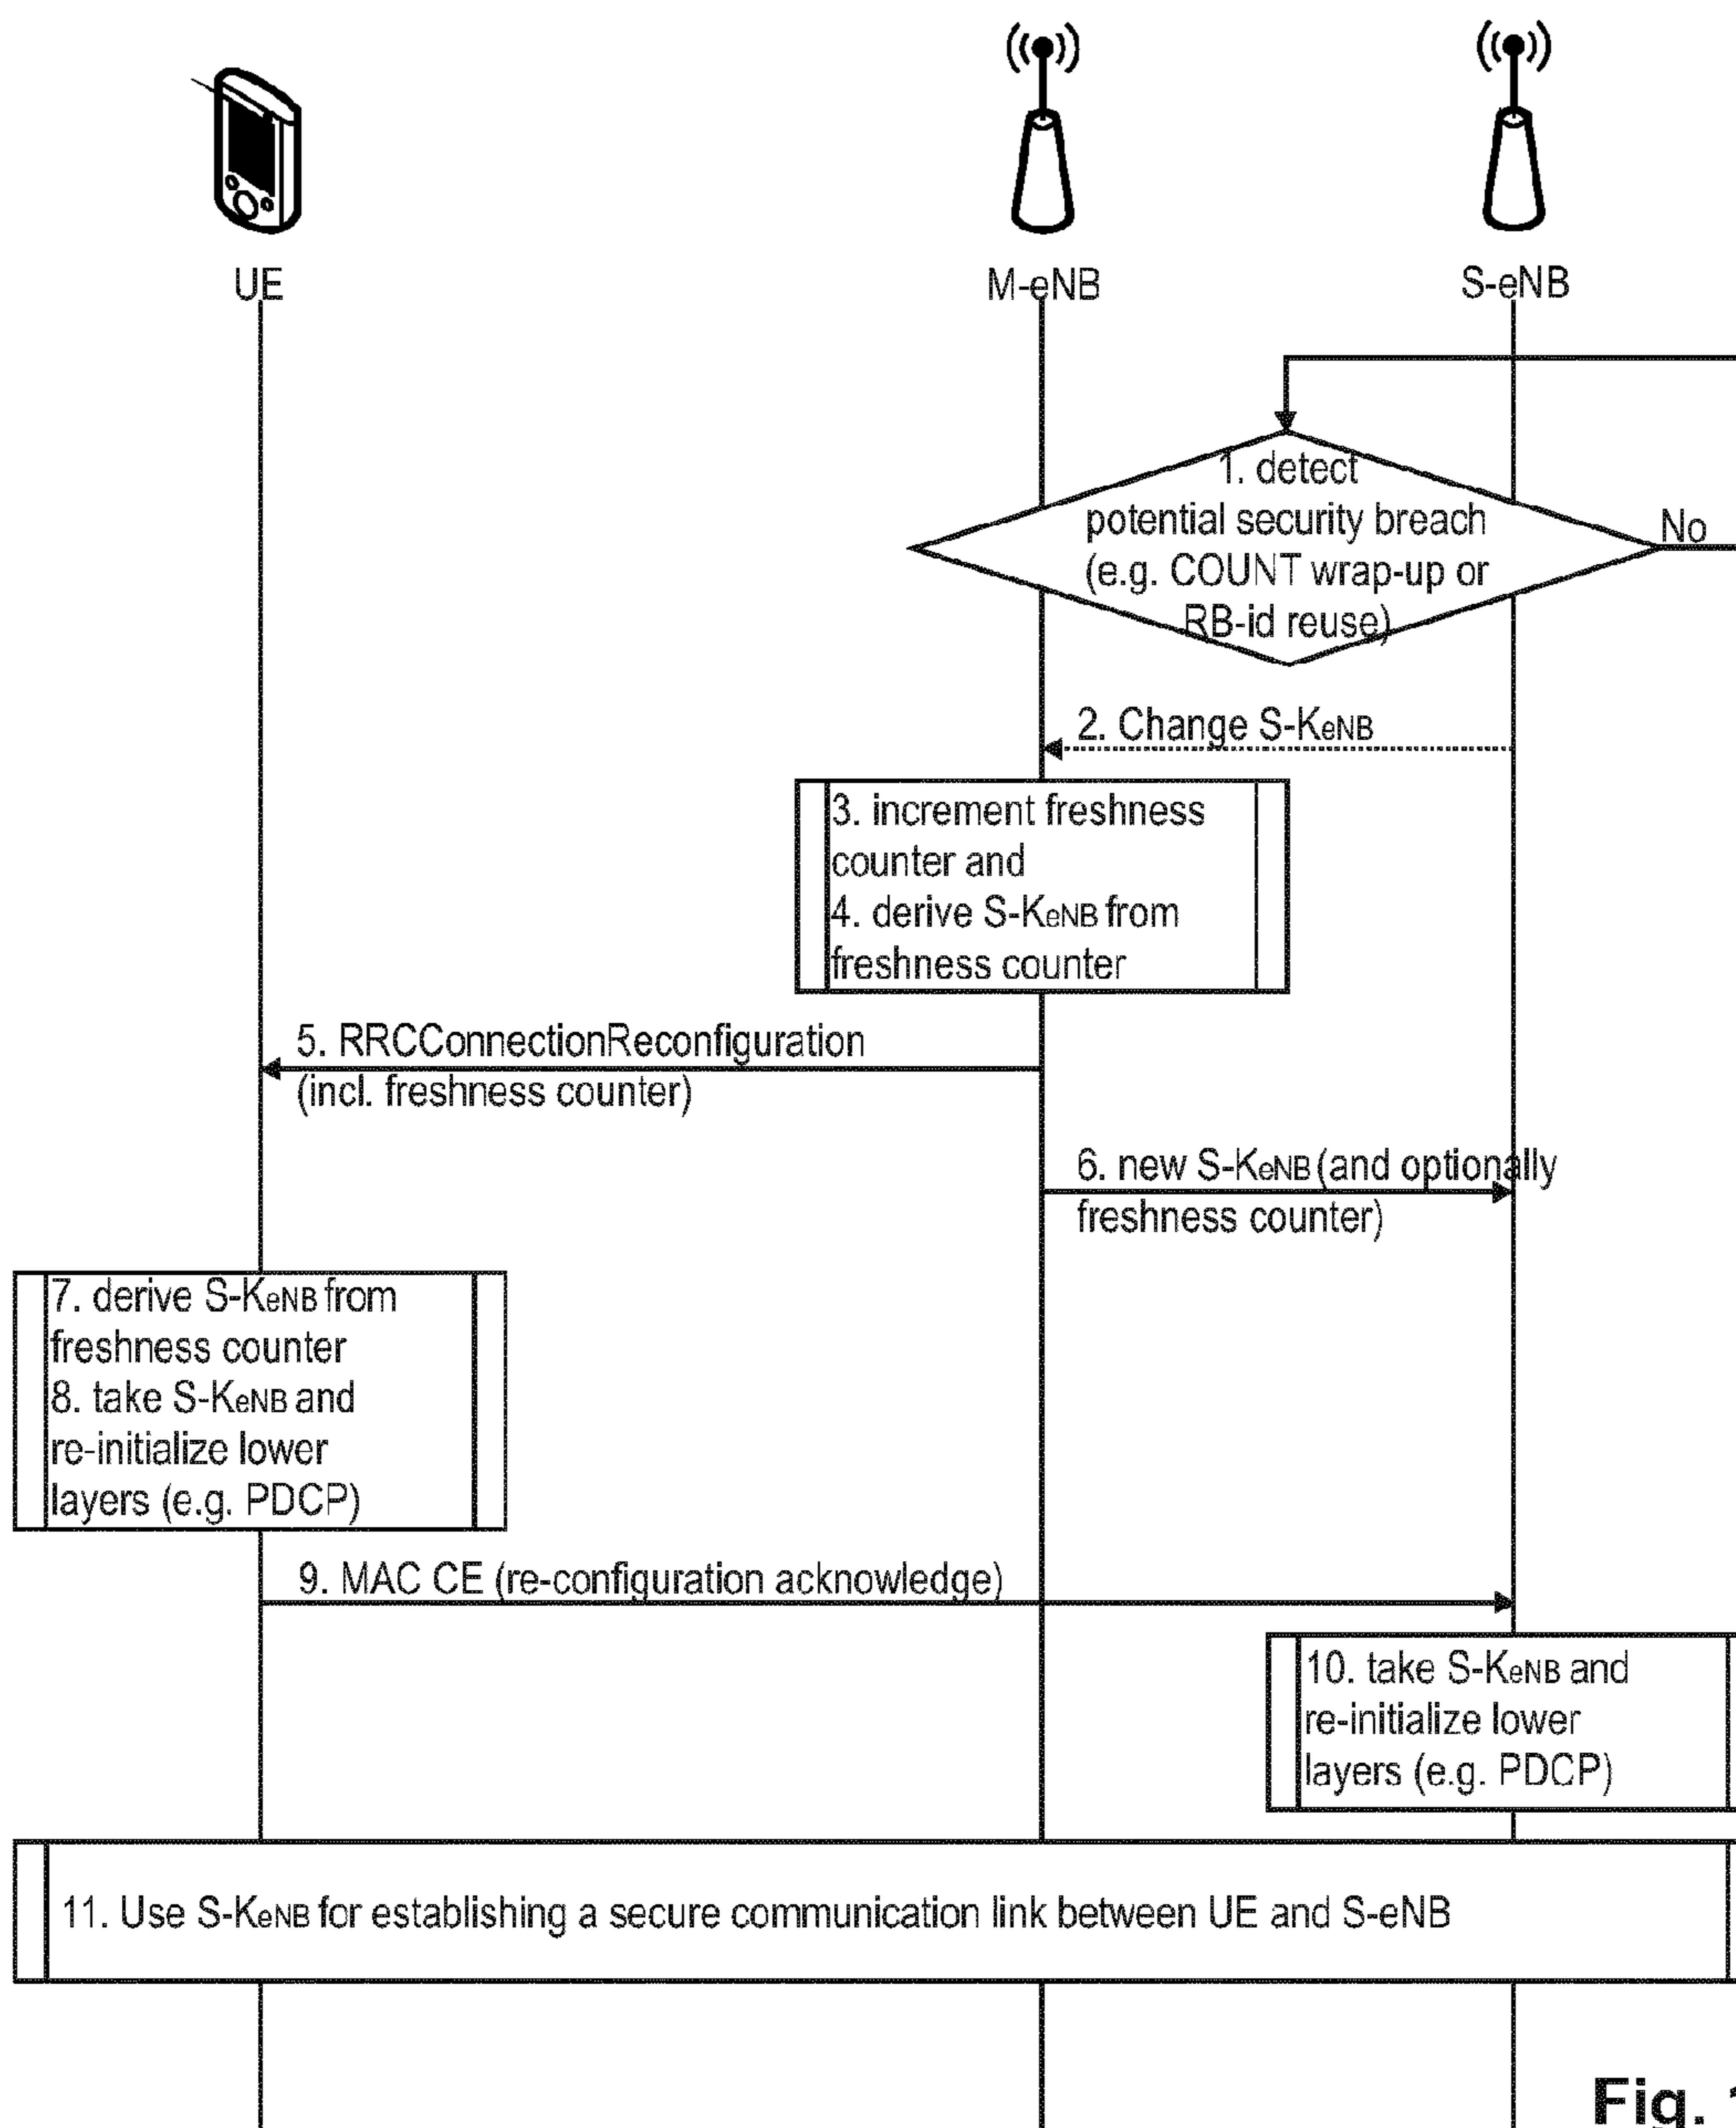 UE
M-eNB
S-eNB
1. detect
potential security breach
(e.g. COUNT wrap-up or
RB-id reuse)
No
2. Change S-KeNB
3. increment freshness
counter and
4. derive S-KeNB from
freshness counter
5. RRCConnectionReconfiguration
(incl. freshness counter)
6. new S-KeNB (and optionally
freshness counter)
7. derive S-KeNB from
freshness counter
8. take S-KeNB and
re-initialize lower
layers (e.g. PDCP)
9. MAC CE (re-configuration acknowledge)
10. take S-KeNB and
re-initialize lower
layers (e.g. PDCP)
11. Use S-KeNB for establishing a secure communication link between UE and S-eNB
Fig.